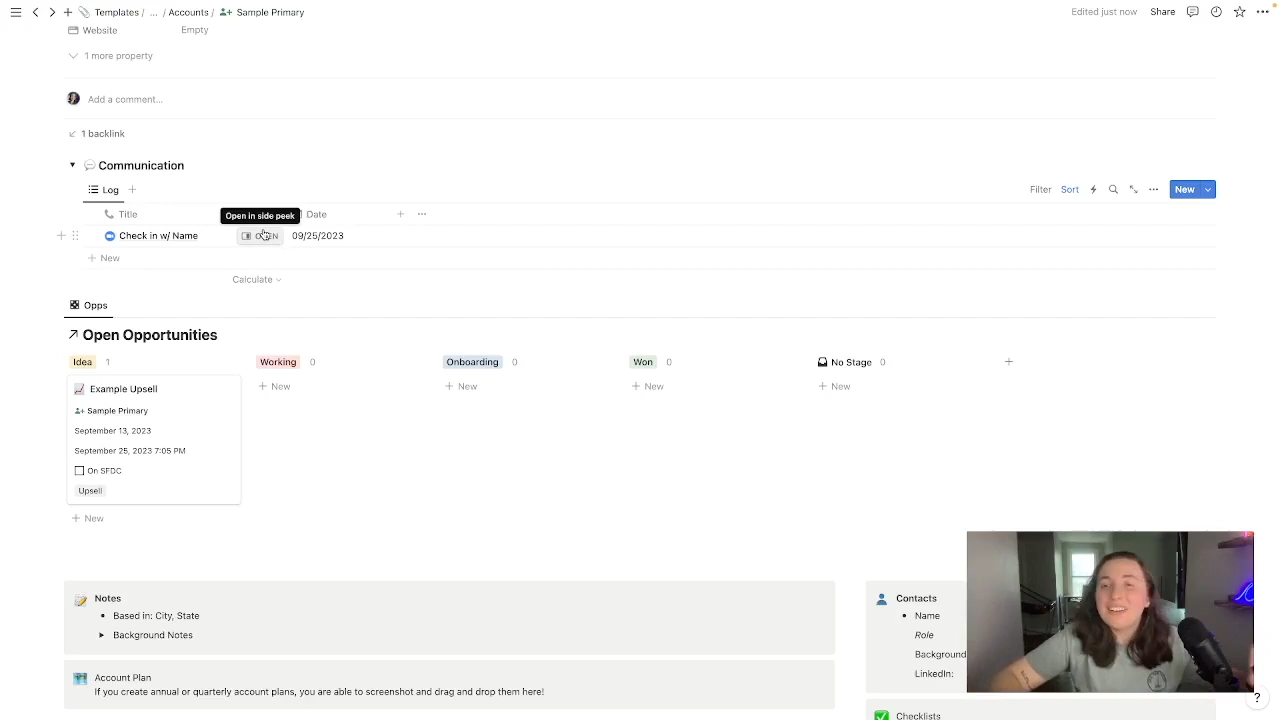 Templates / ... / Accounts / Sample Primary
Edited just now
Share
Website
Empty
1 more property
Add a comment...
1 backlink
Communication
Log
Filter
Sort
New
Title
Open in side peek
Date
Check in w/ Name
OPEN
09/25/2023
New
Calculate
Opps
Open Opportunities
Idea 1
Working 0
Onboarding 0
Won 0
No Stage 0
Example Upsell
New
New
New
New
Sample Primary
September 13, 2023
September 25, 2023 7:05 PM
On SFDC
Upsell
New
Notes
Based in: City, State
Background Notes
Account Plan
If you create annual or quarterly account plans, you are able to screenshot and drag and drop them here!
Contacts
Name
Role
Background
LinkedIn:
Checklists
?